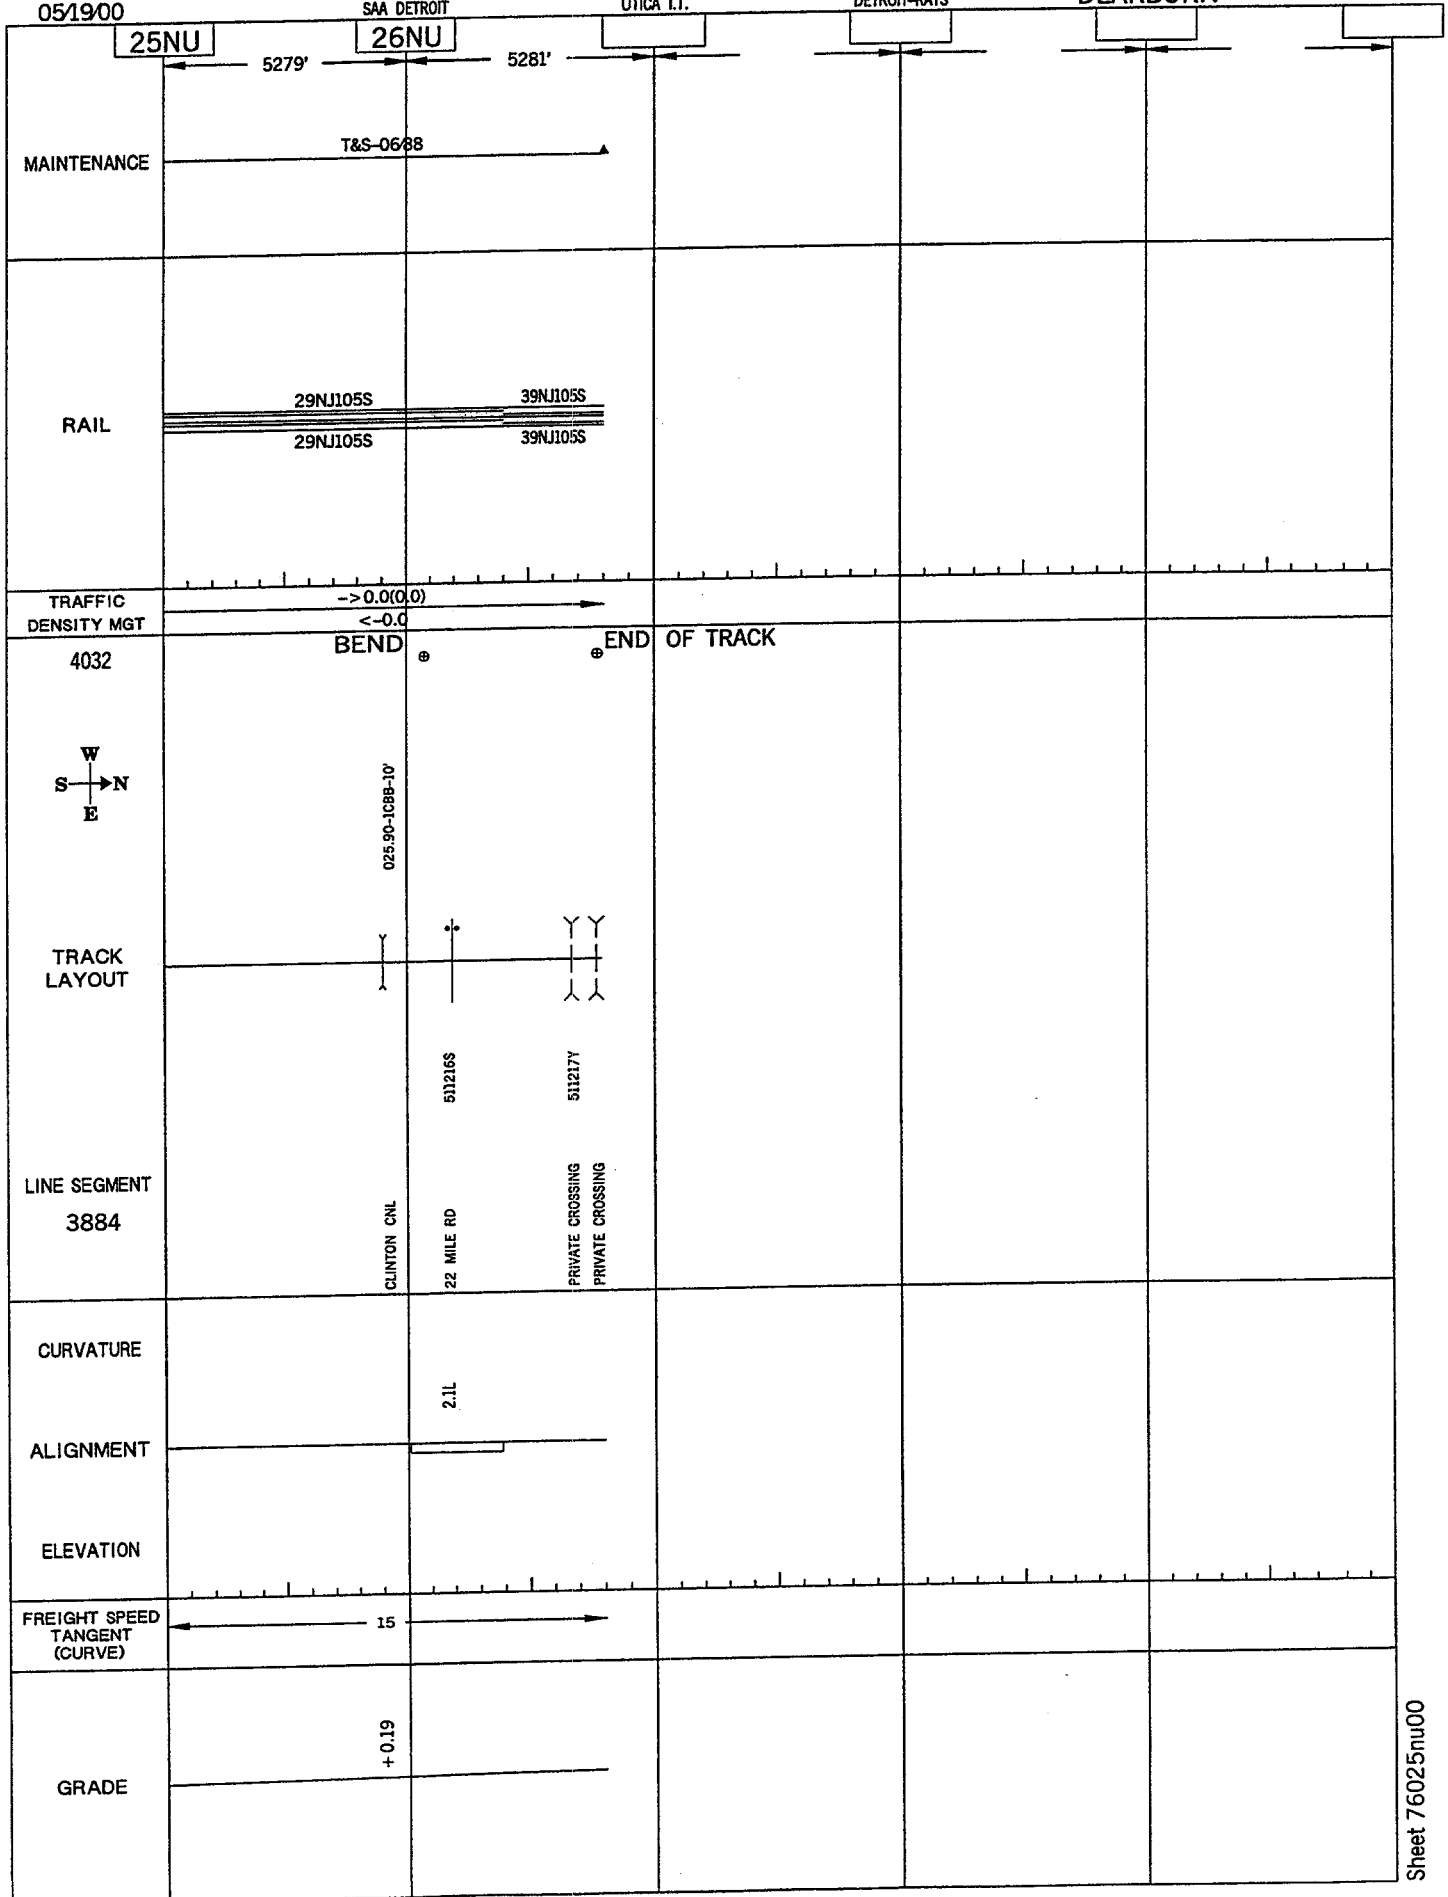 05/19/00
SAA DETROIT
UTICA I.T.
25NU
26NU
5279'
5281'
MAINTENANCE
T&S-06/88
RAIL
29NJ105S
39NJ105S
29NJ105S
39NJ105S
TRAFFIC
DENSITY MGT
->0.0(0.0)
<-0.0
4032
BEND
END OF TRACK
W
S N
E
025.90-1CBB-10'
TRACK
LAYOUT
511216S
511217Y
LINE SEGMENT
3884
CLINTON CNL
22 MILE RD
PRIVATE CROSSING
PRIVATE CROSSING
CURVATURE
2.1L
ALIGNMENT
ELEVATION
FREIGHT SPEED
TANGENT
(CURVE)
15
GRADE
+0.19
Sheet 76025nu00